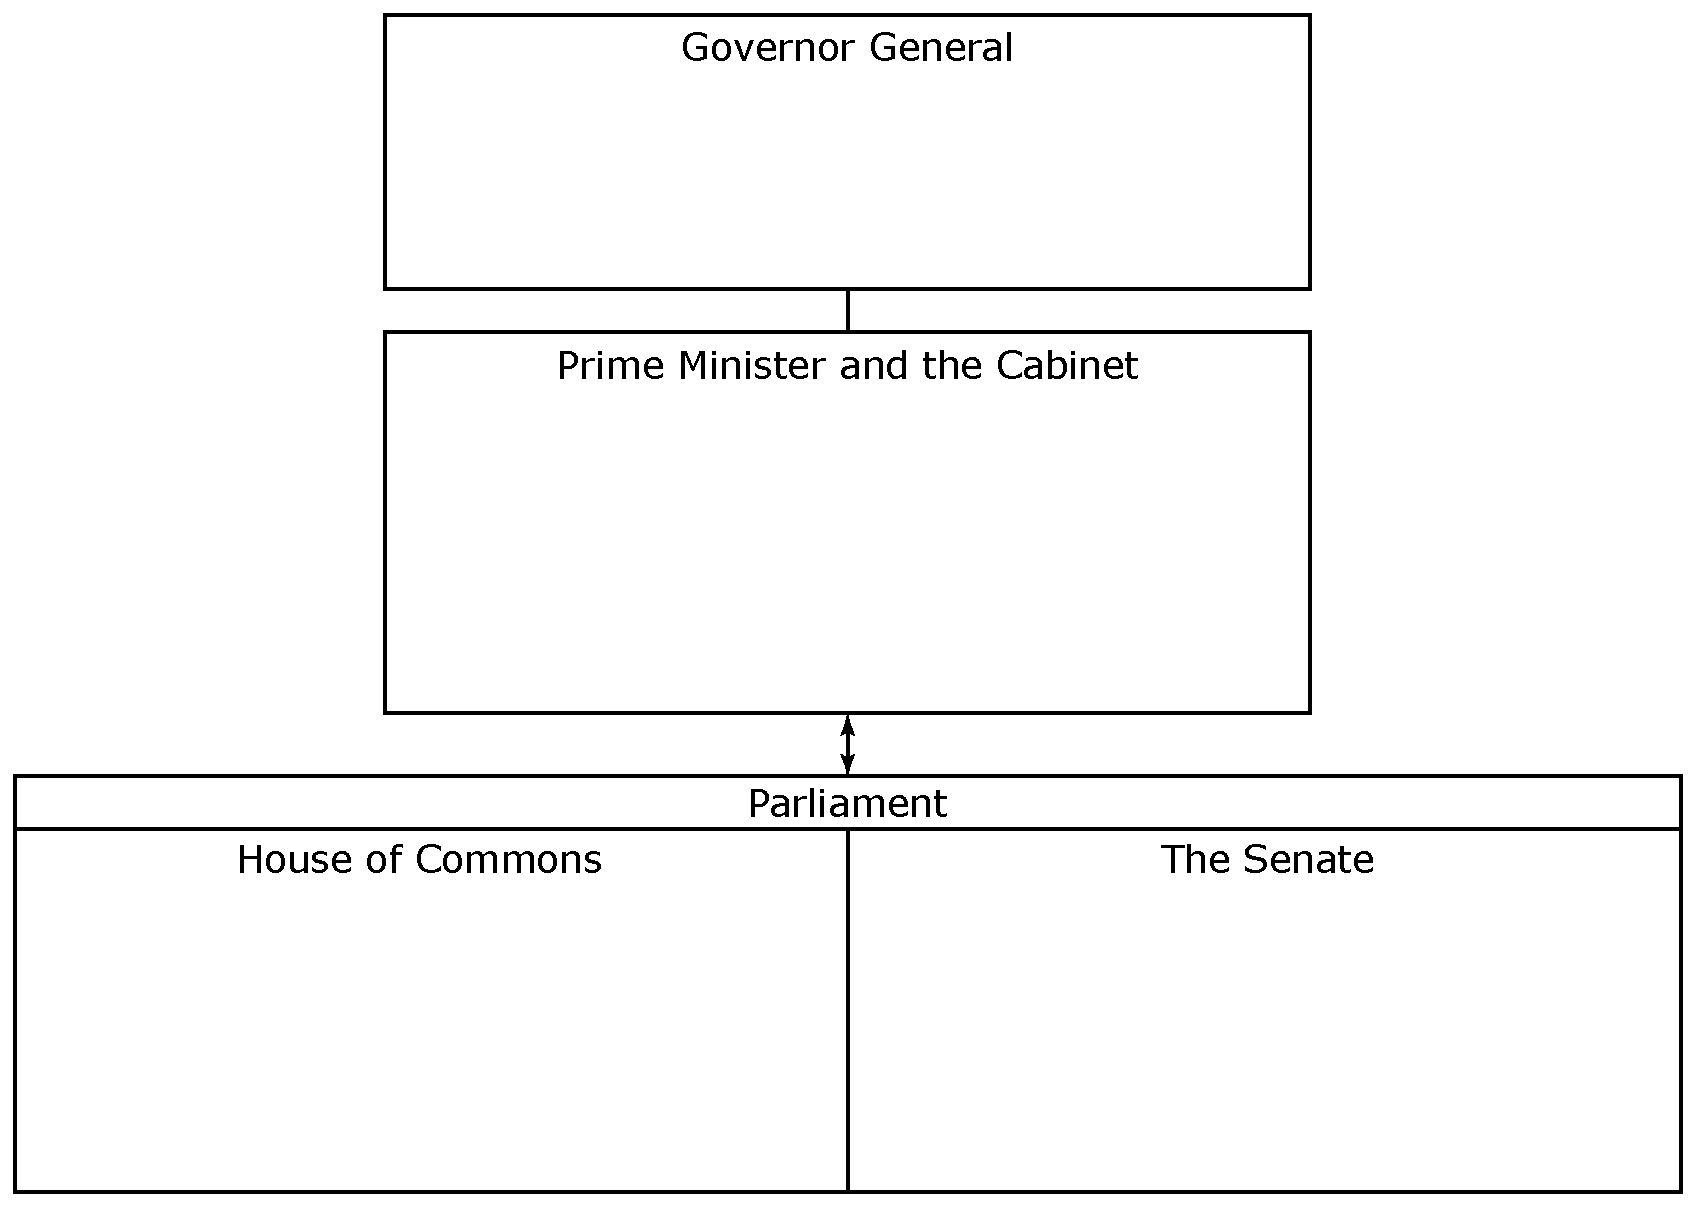 Governor General
Prime Minister and the Cabinet
Parliament
House of Commons
The Senate